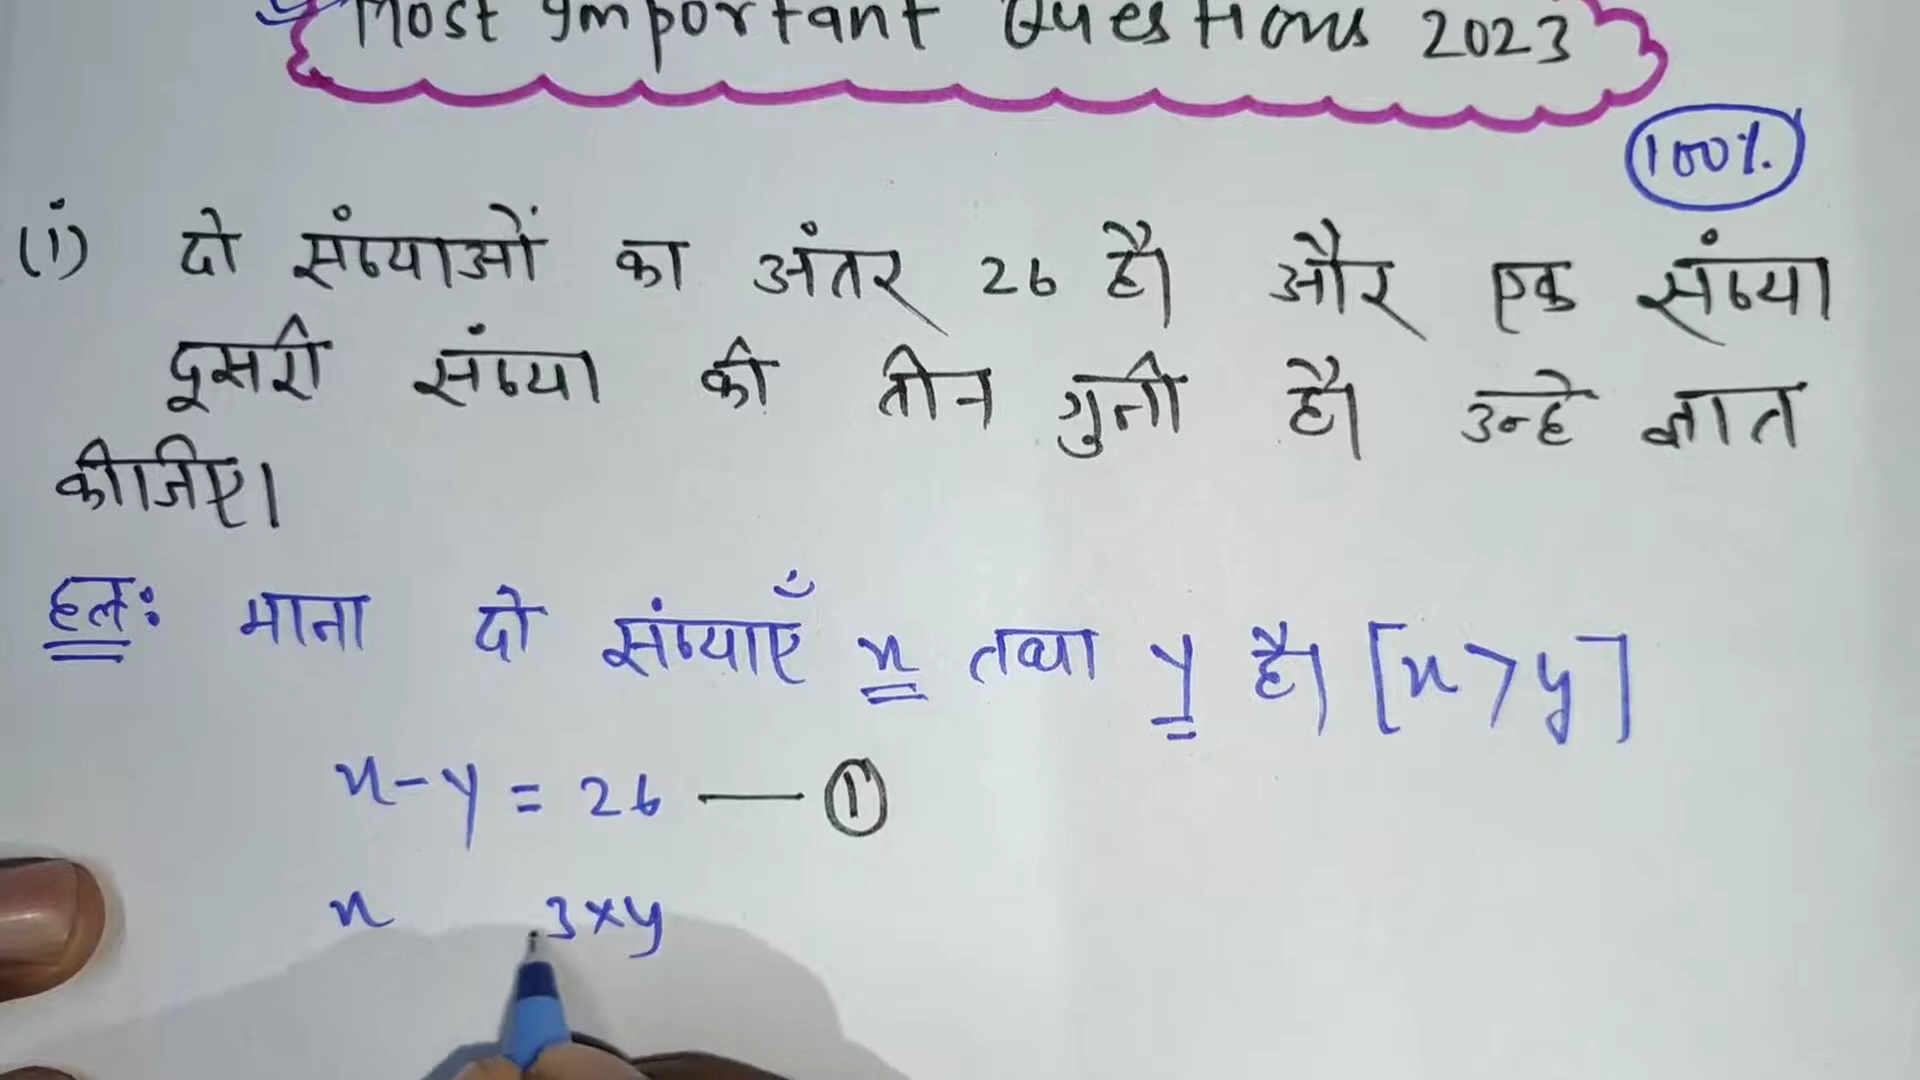 Most Important Questions 2023
100%.
(i) दो संख्याओं का अंतर 26 है। और एक संख्या
दूसरी संख्या की तीन गुनी है। उन्हे ज्ञात
कीजिए।
हल: माना दो संख्याएँ x तथा y है। [x>y]
x-y = 26 — ①
x 3×y